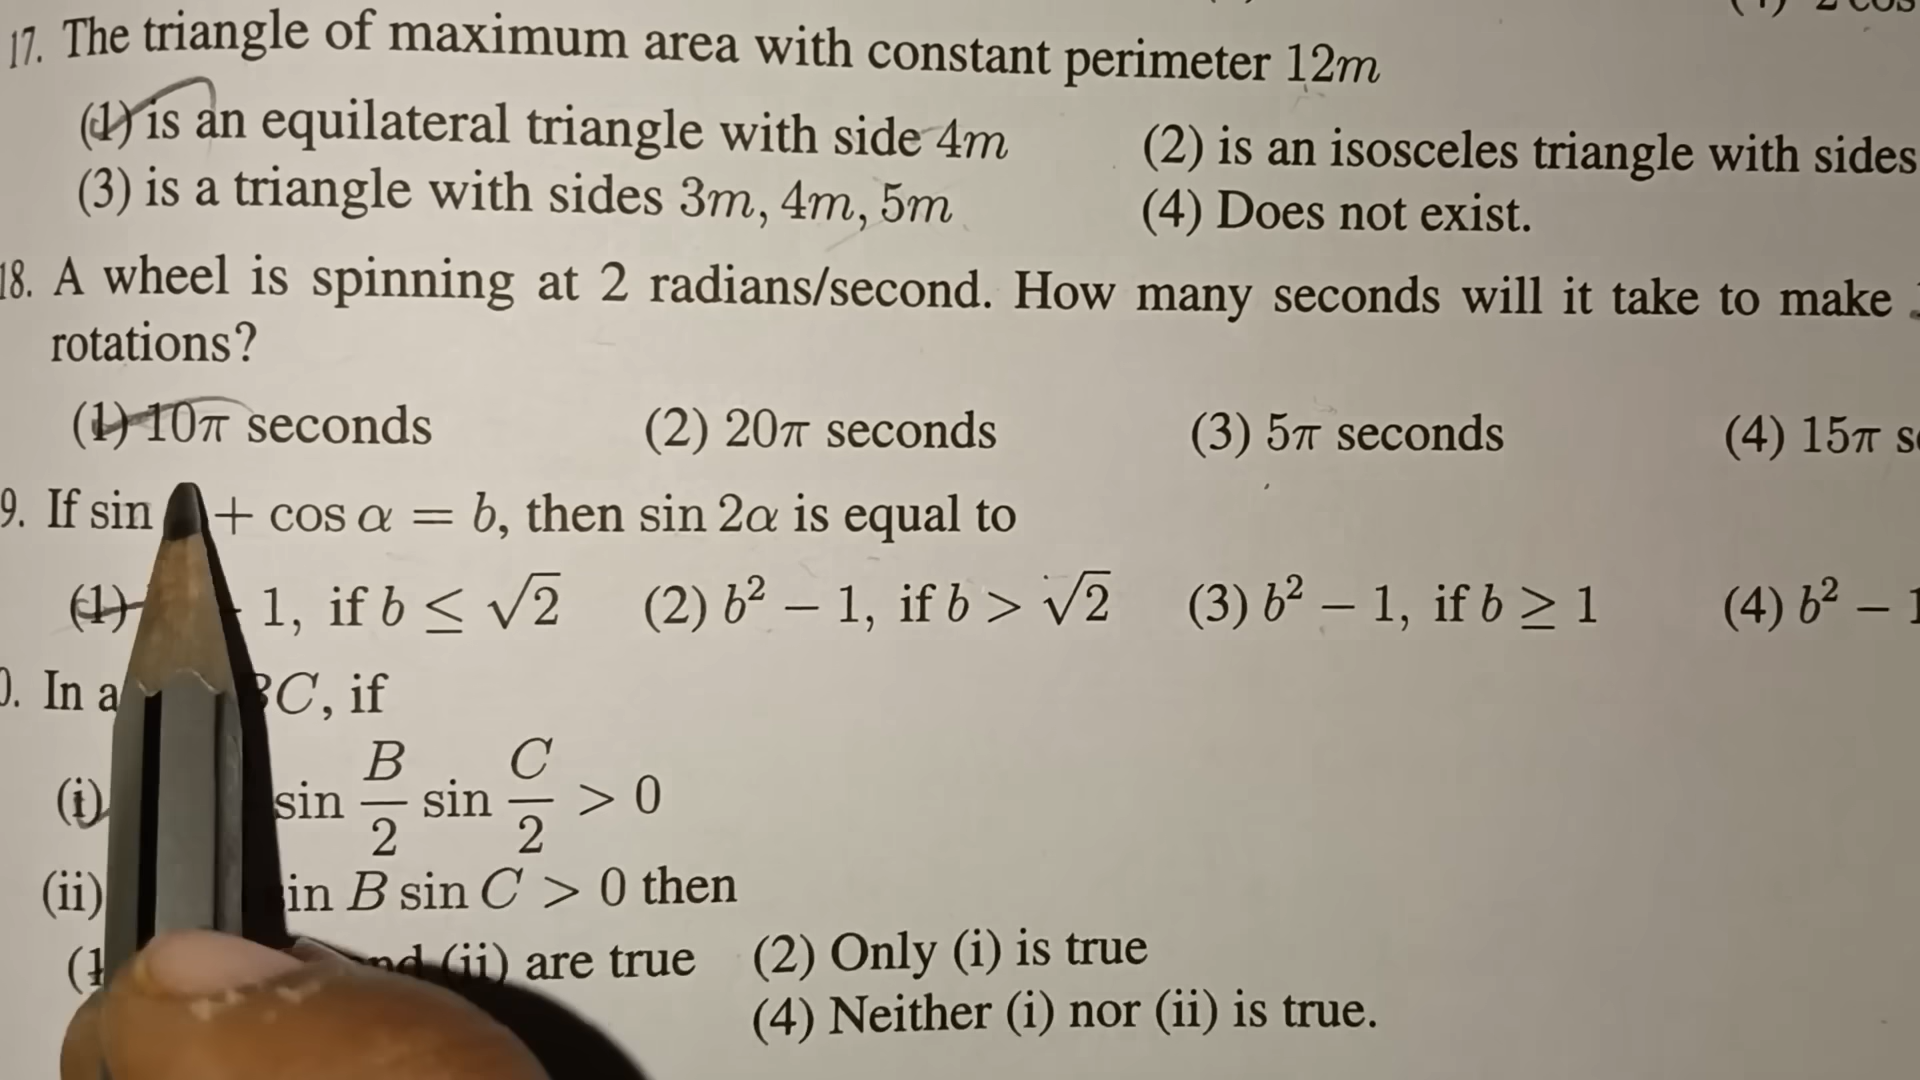 17. The triangle of maximum area with constant perimeter 12m
(1) is an equilateral triangle with side 4m (2) is an isosceles triangle with sides
(3) is a triangle with sides 3m, 4m, 5m (4) Does not exist.
18. A wheel is spinning at 2 radians/second. How many seconds will it take to make
rotations?
(1) 10π seconds (2) 20π seconds (3) 5π seconds (4) 15π
9. If sin + cos α = b, then sin 2α is equal to
(1) 1, if b ≤ √2 (2) b² − 1, if b > √2 (3) b² − 1, if b ≥ 1 (4) b² −
0. In a BC, if
(i) sin B/2 sin C/2 > 0
(ii) in B sin C > 0 then
(1 nd (ii) are true (2) Only (i) is true
(4) Neither (i) nor (ii) is true.